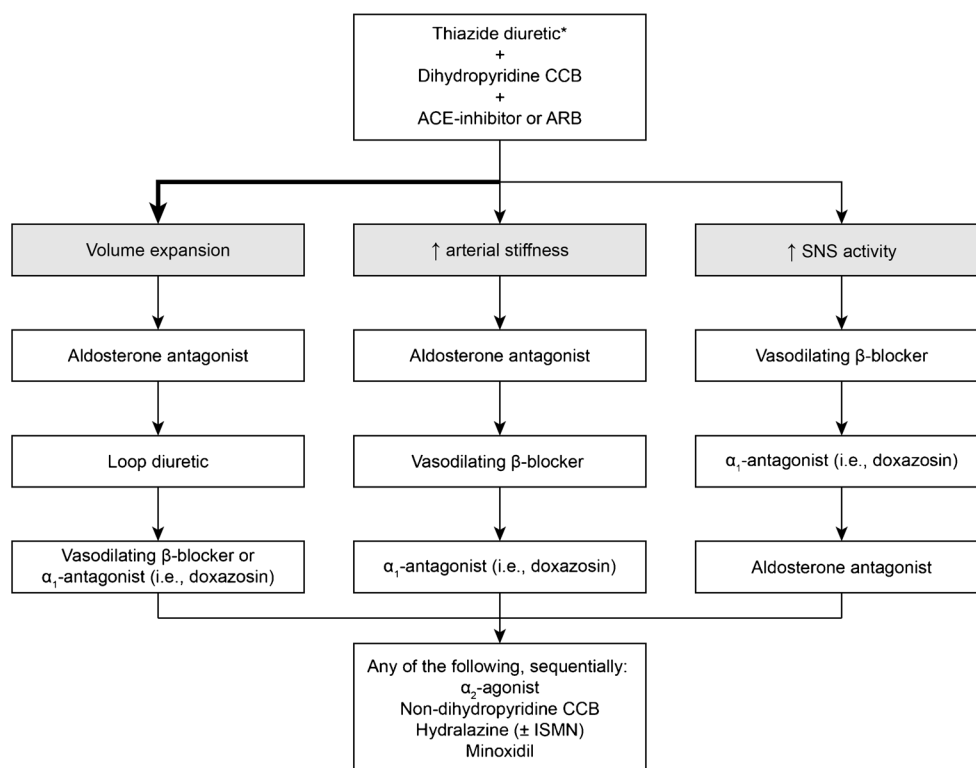 Thiazide diuretic*
+
Dihydropyridine CCB
+
ACE-inhibitor or ARB
Volume expansion
↑ arterial stiffness
↑ SNS activity
Aldosterone antagonist
Aldosterone antagonist
Vasodilating β-blocker
Loop diuretic
Vasodilating β-blocker
α₁-antagonist (i.e., doxazosin)
Vasodilating β-blocker or
α₁-antagonist (i.e., doxazosin)
α₁-antagonist (i.e., doxazosin)
Aldosterone antagonist
Any of the following, sequentially:
α₂-agonist
Non-dihydropyridine CCB
Hydralazine (± ISMN)
Minoxidil